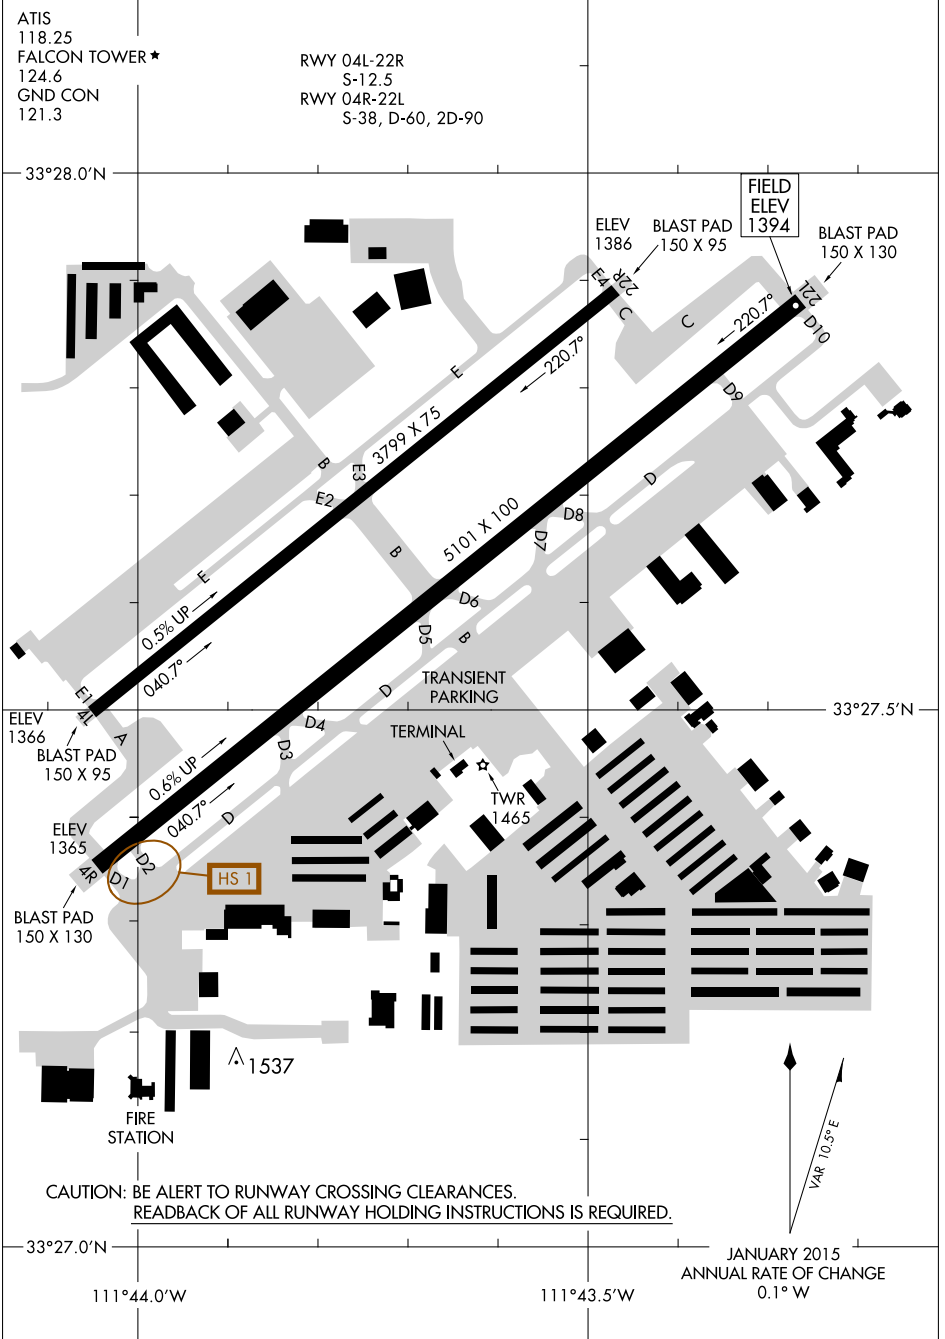 ATIS
118.25
FALCON TOWER ★
124.6
GND CON
121.3
RWY 04L-22R
S-12.5
RWY 04R-22L
S-38, D-60, 2D-90
33°28.0'N
FIELD
ELEV
1394
ELEV
1386
BLAST PAD
150 X 95
BLAST PAD
150 X 130
E4
22R
C
C
220.7°
22L
D10
220.7°
E
D9
3799 X 75
B
E3
E2
D
5101 X 100
D8
D7
B
E
D6
0.5% UP
D5
B
040.7°
TRANSIENT
PARKING
D
E1
4L
ELEV
1366
A
BLAST PAD
150 X 95
33°27.5'N
D4
D3
TERMINAL
0.6% UP
040.7°
D
TWR
1465
ELEV
1365
4R
D1
D2
HS 1
BLAST PAD
150 X 130
1537
FIRE
STATION
VAR 10.5° E
CAUTION: BE ALERT TO RUNWAY CROSSING CLEARANCES.
READBACK OF ALL RUNWAY HOLDING INSTRUCTIONS IS REQUIRED.
33°27.0'N
JANUARY 2015
ANNUAL RATE OF CHANGE
0.1° W
111°44.0'W
111°43.5'W